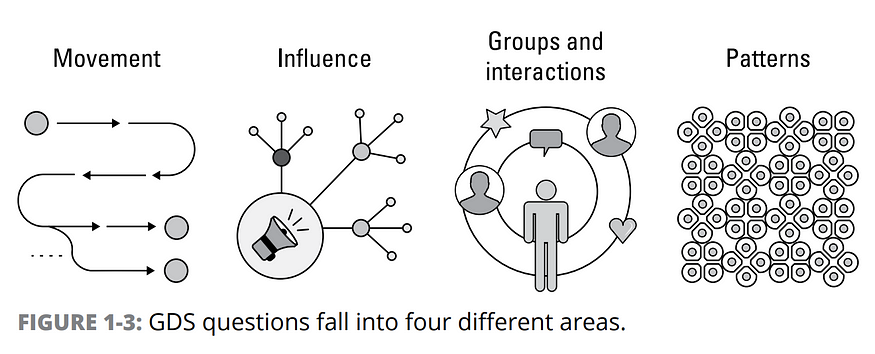 Movement
Influence
Groups and
interactions
Patterns
FIGURE 1-3: GDS questions fall into four different areas.